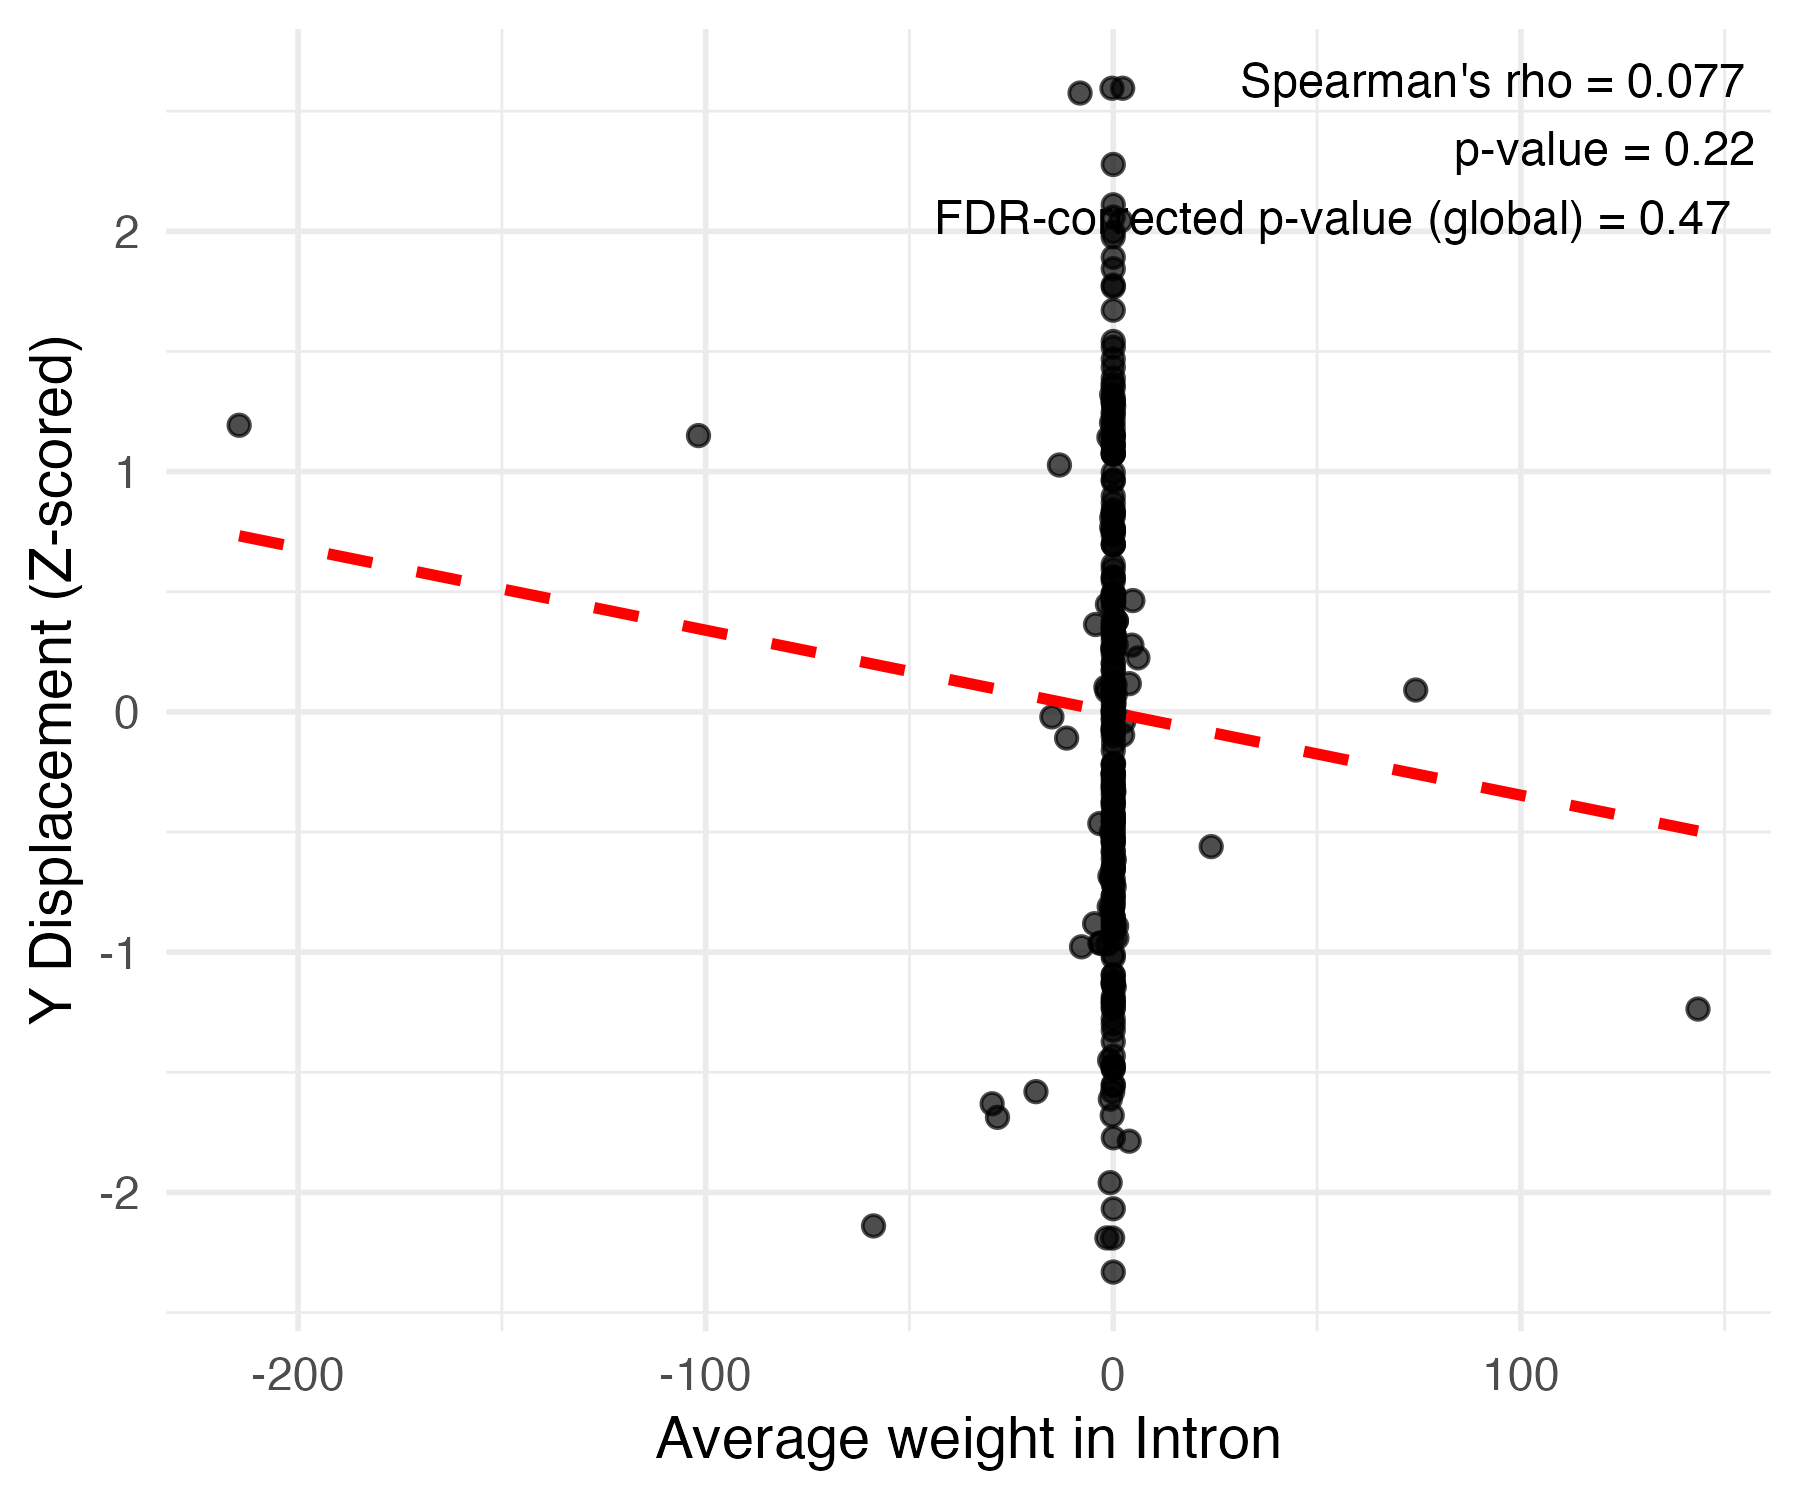 Spearman's rho = 0.077
p-value = 0.22
FDR-corrected p-value (global) = 0.47
Y Displacement (Z-scored)
2
1
0
-1
-2
-200 -100 0 100
Average weight in Intron